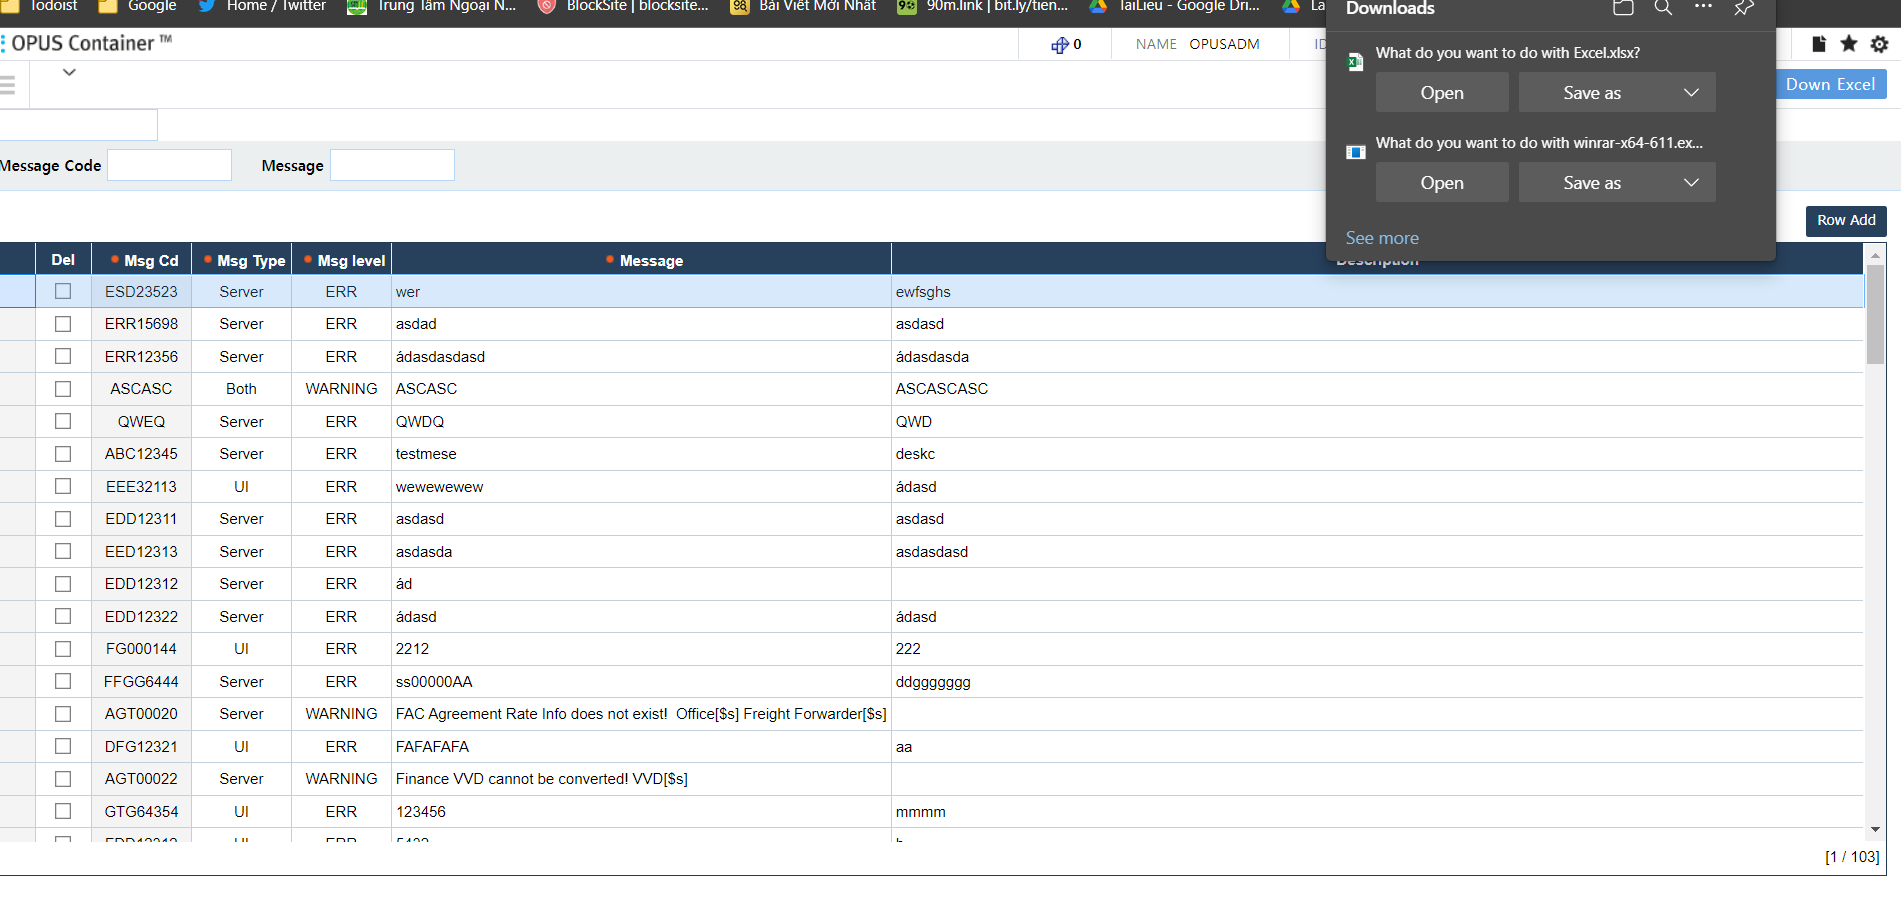 Todoist Google Home / Twitter Trung Tâm Ngoại N... BlockSite | blocksite... Bài Viết Mới Nhất 90m.link | bit.ly/tien... TaiLieu - Google Dri... La
Downloads
OPUS Container ™ 0 NAME OPUSADM ID
What do you want to do with Excel.xlsx?
Open Save as
Down Excel
What do you want to do with winrar-x64-611.ex...
Open Save as
See more
Message Code Message
Row Add
Del Msg Cd Msg Type Msg level Message Description
ESD23523 Server ERR wer ewfsghs
ERR15698 Server ERR asdad asdasd
ERR12356 Server ERR ádasdasdasd ádasdasda
ASCASC Both WARNING ASCASC ASCASCASC
QWEQ Server ERR QWDQ QWD
ABC12345 Server ERR testmese deskc
EEE32113 UI ERR wewewewew ádasd
EDD12311 Server ERR asdasd asdasd
EED12313 Server ERR asdasda asdasdasd
EDD12312 Server ERR ád
EDD12322 Server ERR ádasd ádasd
FG000144 UI ERR 2212 222
FFGG6444 Server ERR ss00000AA ddggggggg
AGT00020 Server WARNING FAC Agreement Rate Info does not exist! Office[$s] Freight Forwarder[$s]
DFG12321 UI ERR FAFAFAFA aa
AGT00022 Server WARNING Finance VVD cannot be converted! VVD[$s]
GTG64354 UI ERR 123456 mmmm
UI ERR
[1 / 103]